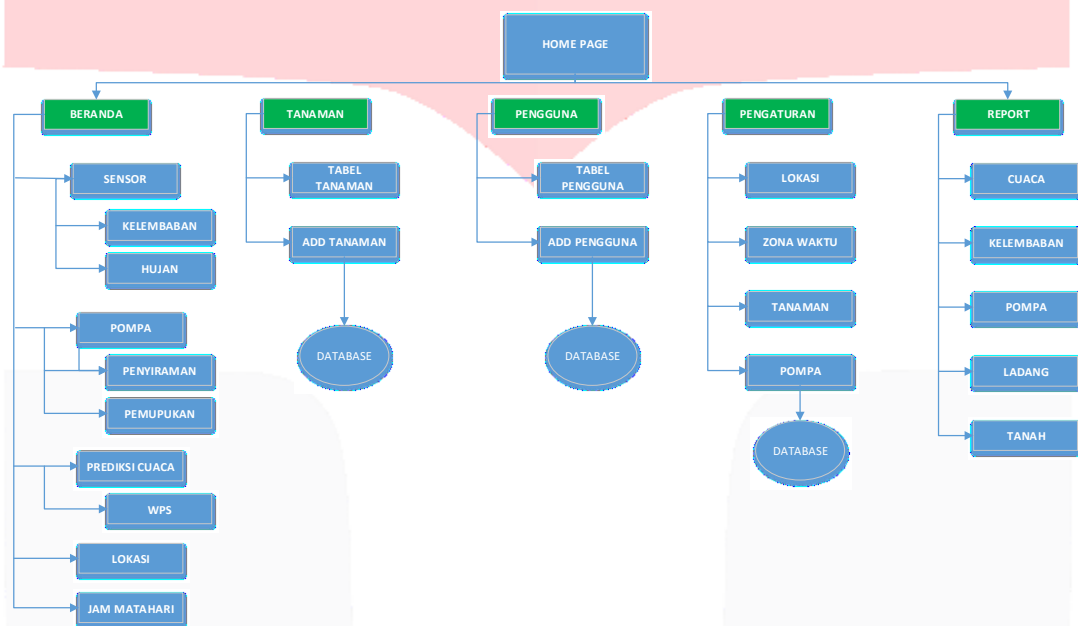 HOME PAGE
BERANDA
SENSOR
KELEMBABAN
HUJAN
POMPA
PENYIRAMAN
PEMUPUKAN
PREDIKSI CUACA
WPS
LOKASI
JAM MATAHARI
TANAMAN
TABEL
TANAMAN
ADD TANAMAN
DATABASE
PENGGUNA
TABEL
PENGGUNA
ADD PENGGUNA
DATABASE
PENGATURAN
LOKASI
ZONA WAKTU
TANAMAN
POMPA
DATABASE
REPORT
CUACA
KELEMBABAN
POMPA
LADANG
TANAH